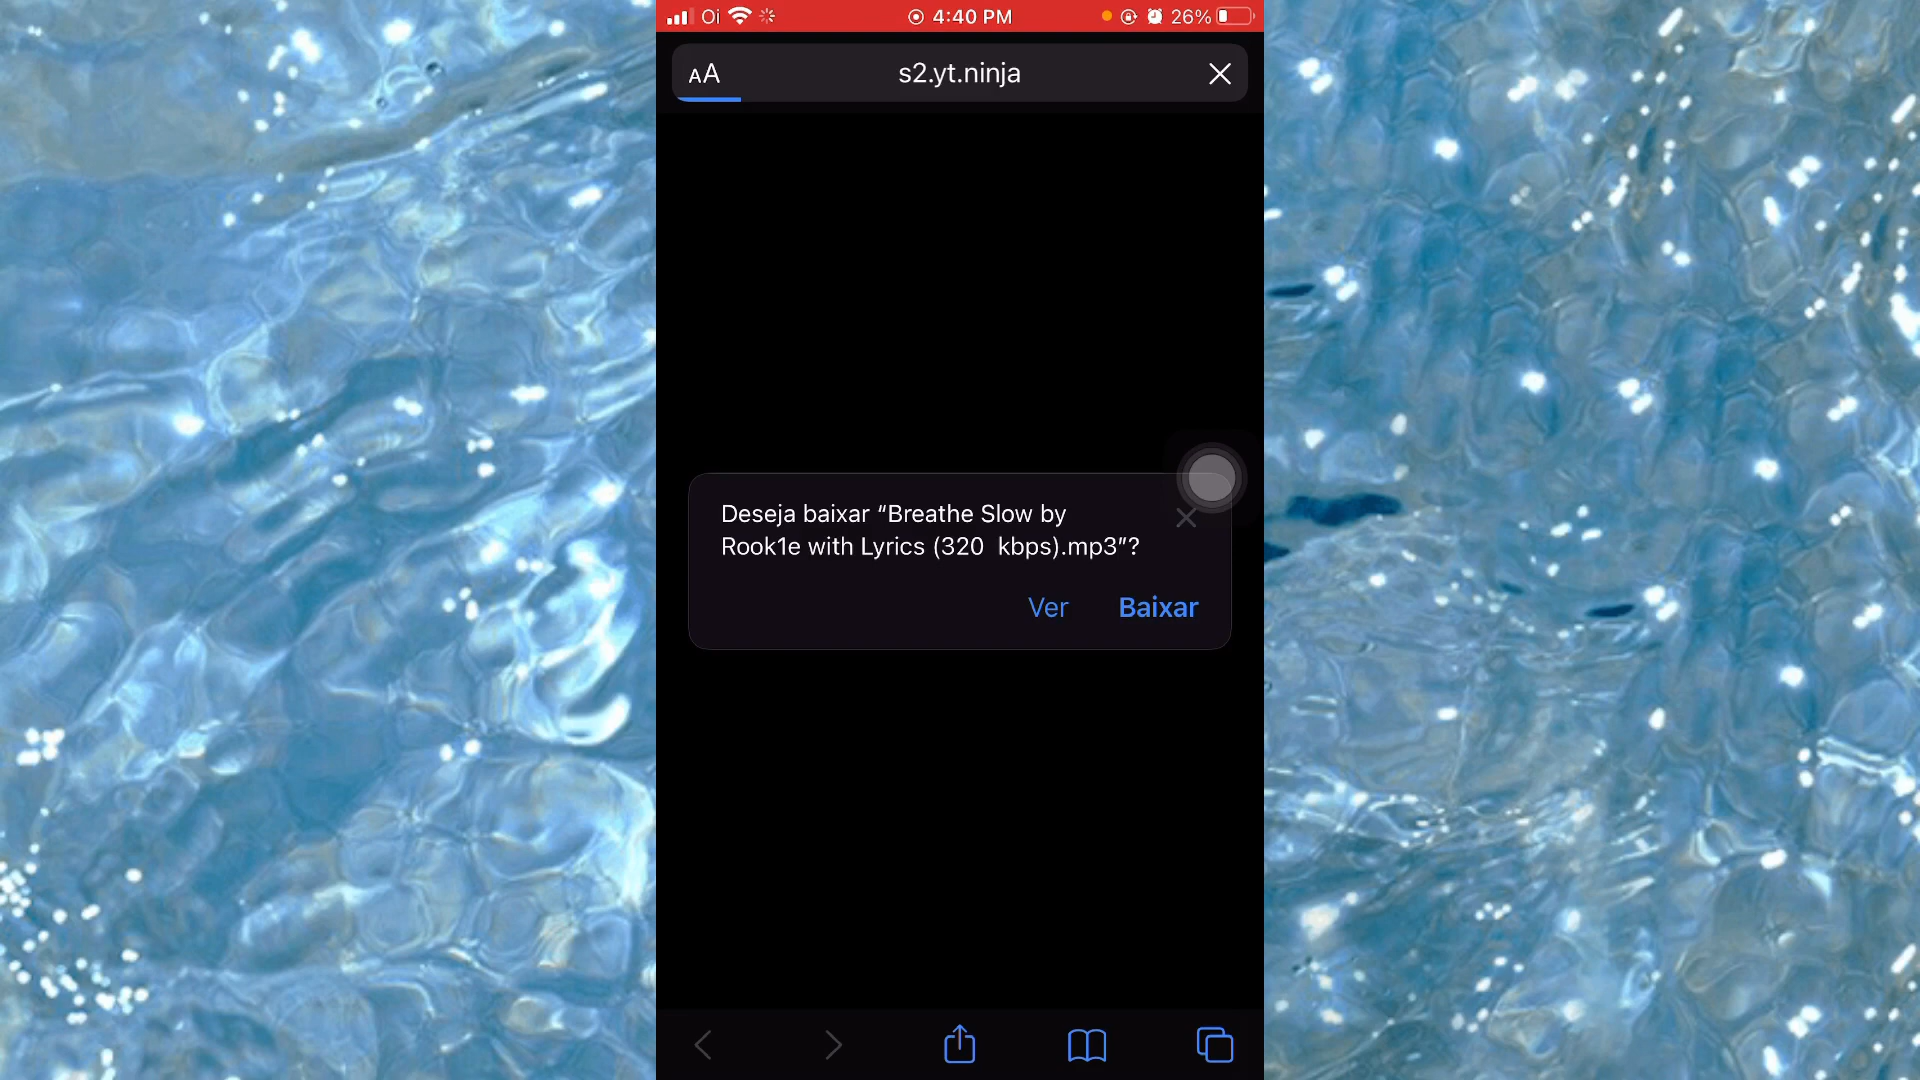 Oi 4:40 PM 26%
AA s2.yt.ninja
Deseja baixar “Breathe Slow by
Rook1e with Lyrics (320  kbps).mp3”?
Ver Baixar